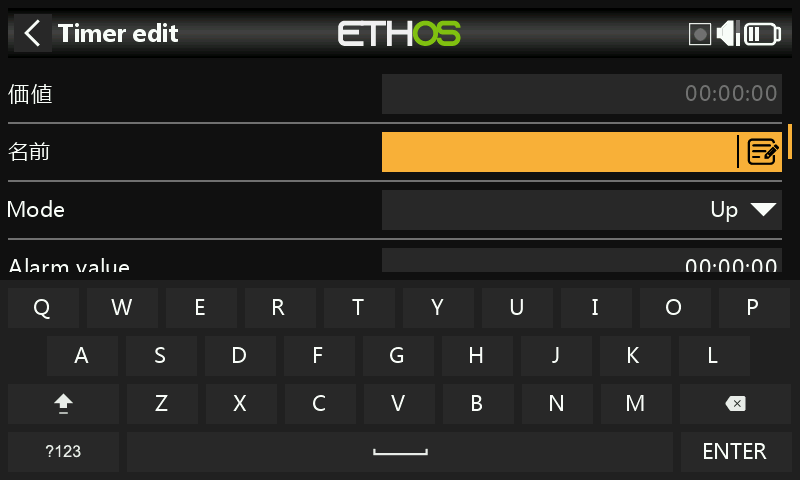 Timer edit ETHOS
価値 00:00:00
名前
Mode Up
Alarm value 00:00:00
Q W E R T Y U I O P
A S D F G H J K L
Z X C V B N M
?123 ENTER